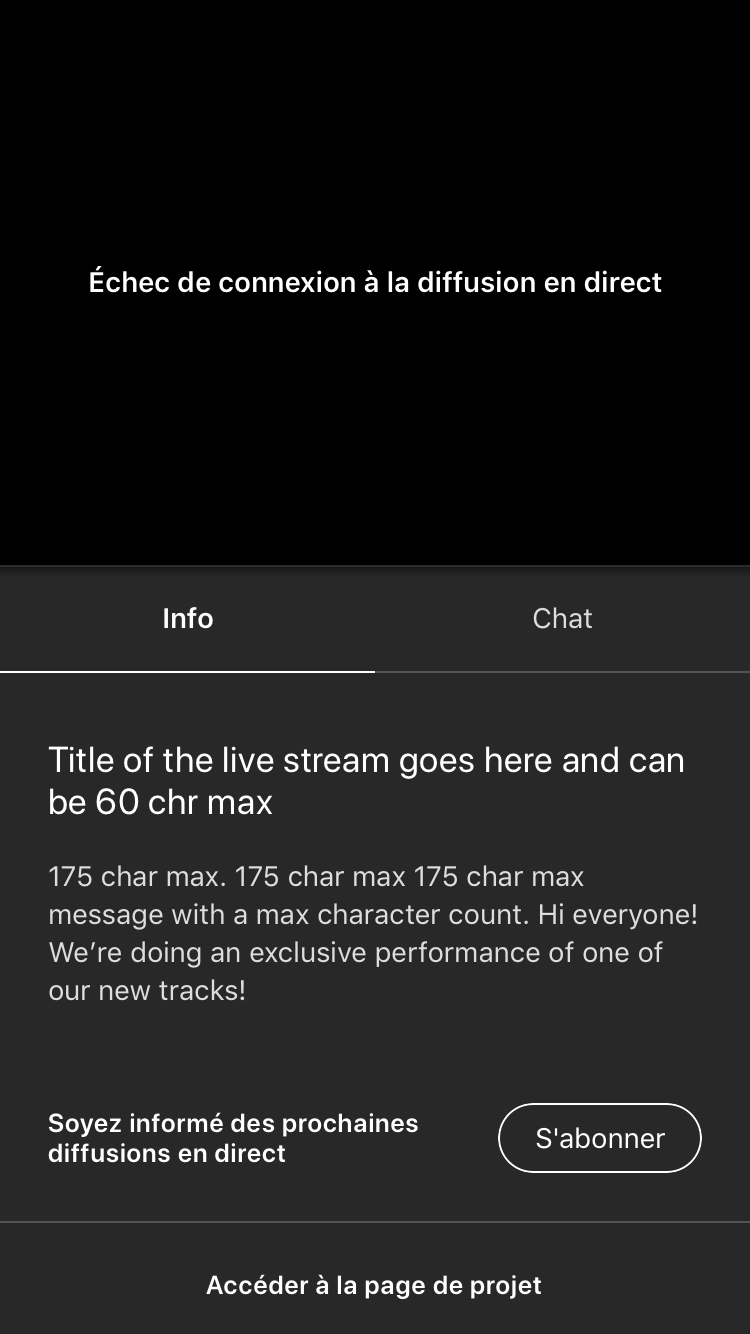 Échec de connexion à la diffusion en direct
Info
Chat
Title of the live stream goes here and can
be 60 chr max
175 char max. 175 char max 175 char max
message with a max character count. Hi everyone!
We’re doing an exclusive performance of one of
our new tracks!
Soyez informé des prochaines
diffusions en direct
S'abonner
Accéder à la page de projet